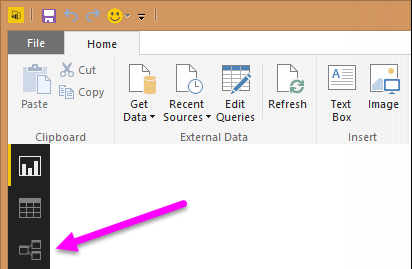 File Home
Cut
Copy
Paste
Get
Data
Recent
Sources
Edit
Queries
Refresh
Text
Box
Image
Clipboard External Data Insert